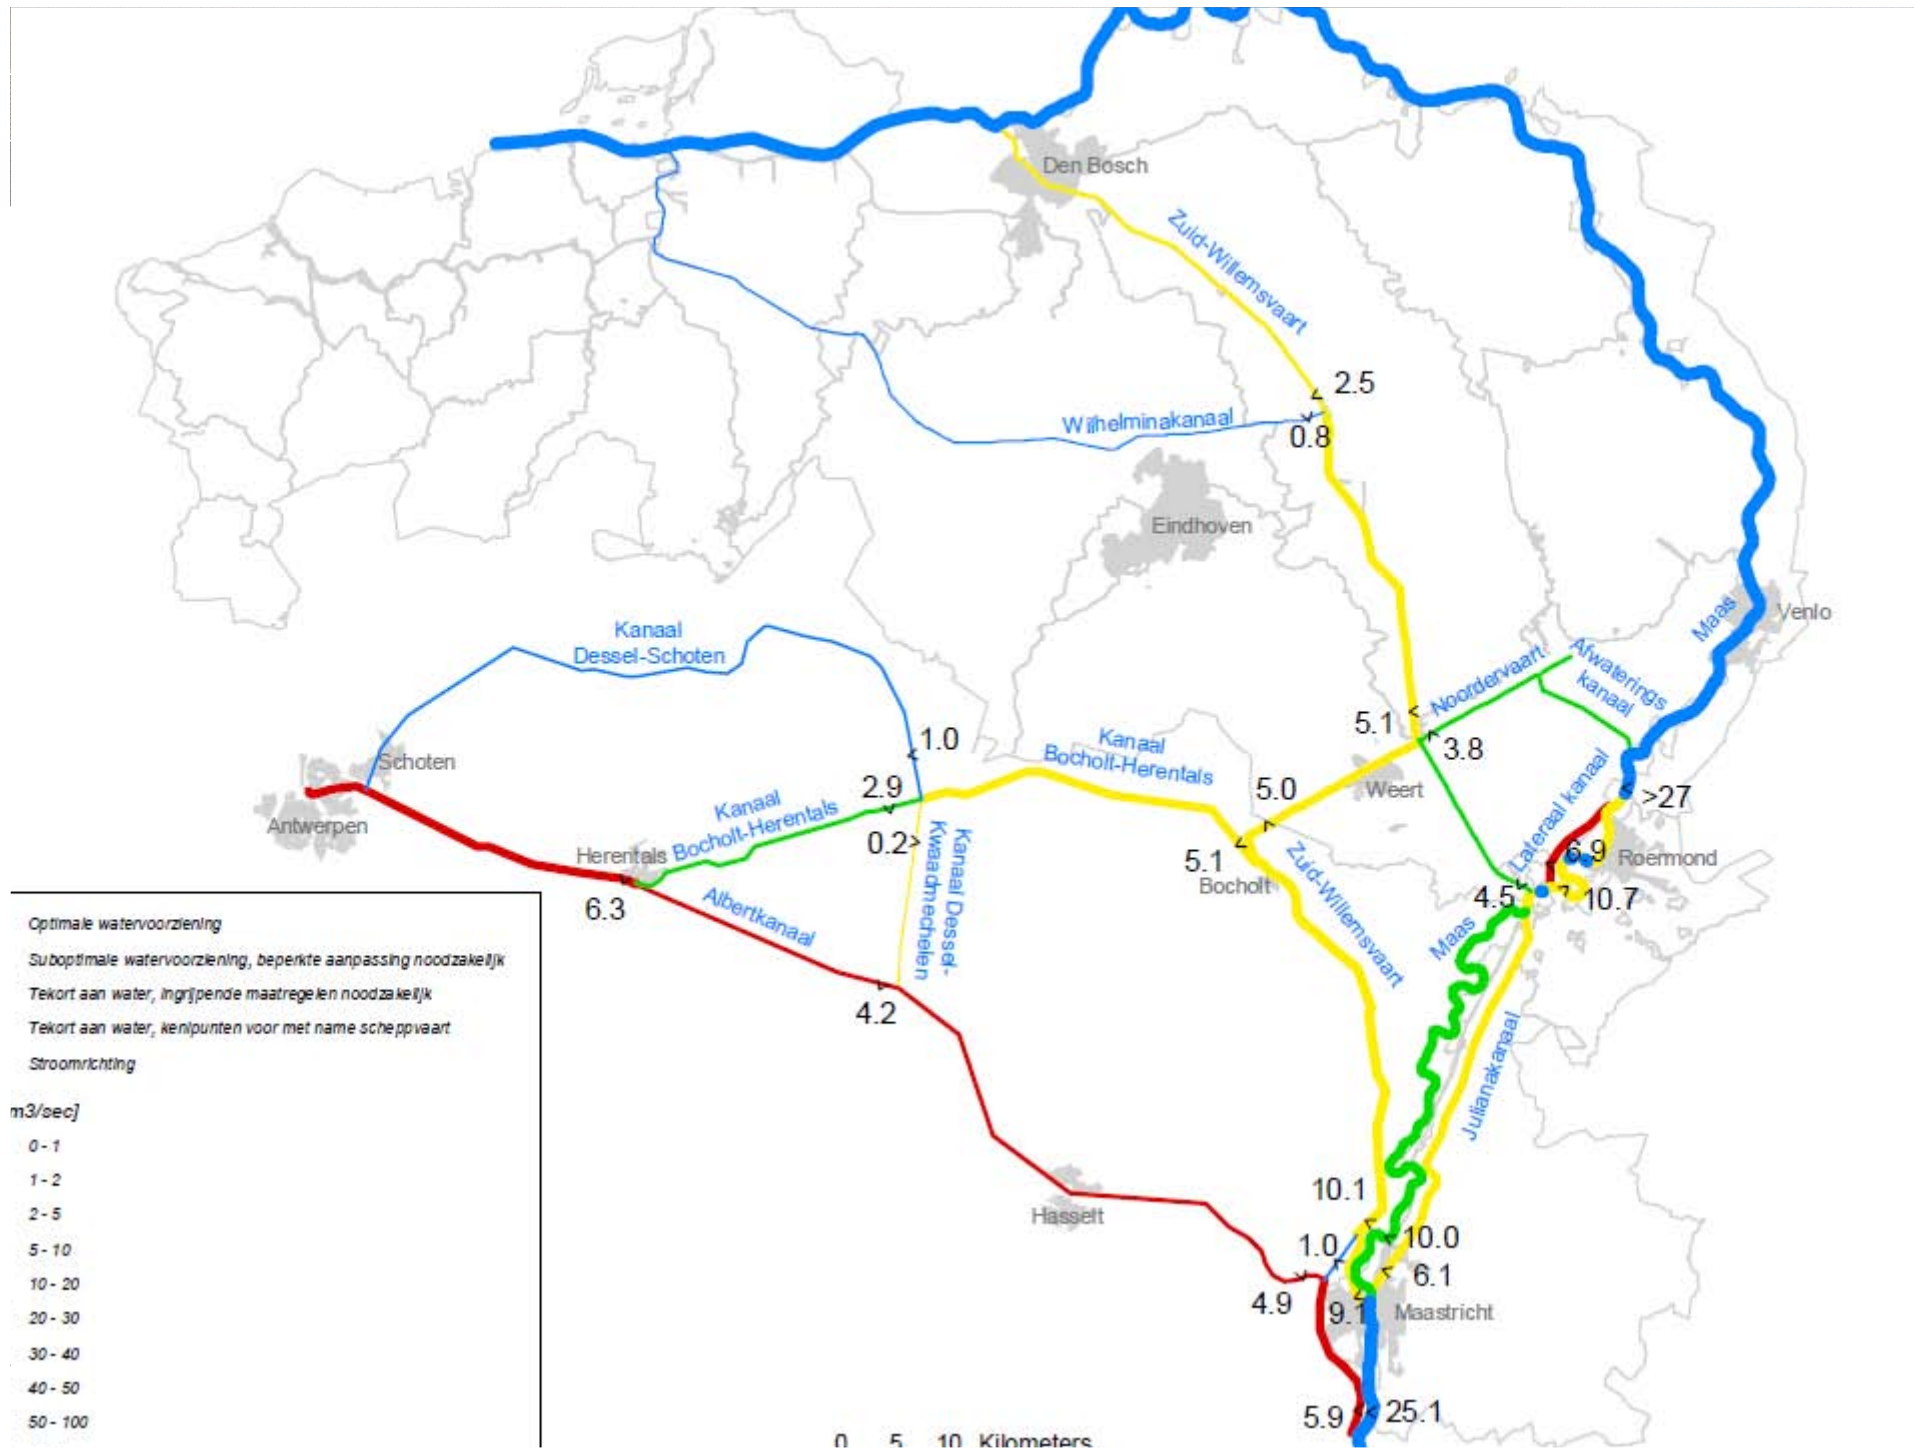 Den Bosch
Zuid-Willemsvaart
2.5
Wilhelminakanaal
0.8
Eindhoven
Maas
Venlo
Kanaal
Dessel-Schoten
Noordervaart
Afwaterings
kanaal
5.1
3.8
1.0
Kanaal
Bocholt-Herentals
Schoten
2.9
5.0
Weert
Lateraal kanaal
>27
Antwerpen
Kanaal
Bocholt-Herentals
0.2
Kanaal Dessel-
Kwaadmechelen
5.1
Bocholt
Zuid-Willemsvaart
6.9
Roermond
Herentals
6.3
Albertkanaal
4.5
7
10.7
Maas
4.2
Julianakanaal
Hasselt
10.1
1.0
10.0
6.1
4.9
9.1
Maastricht
5.9
25.1
Optimale watervoorziening
Suboptimale watervoorziening, beperkte aanpassing noodzakelijk
Tekort aan water, ingrijpende maatregelen noodzakelijk
Tekort aan water, kenlpunten voor met name scheppvaart
Stroomrichting
m3/sec]
0 - 1
1 - 2
2 - 5
5 - 10
10 - 20
20 - 30
30 - 40
40 - 50
50 - 100
0 5 10 Kilometers